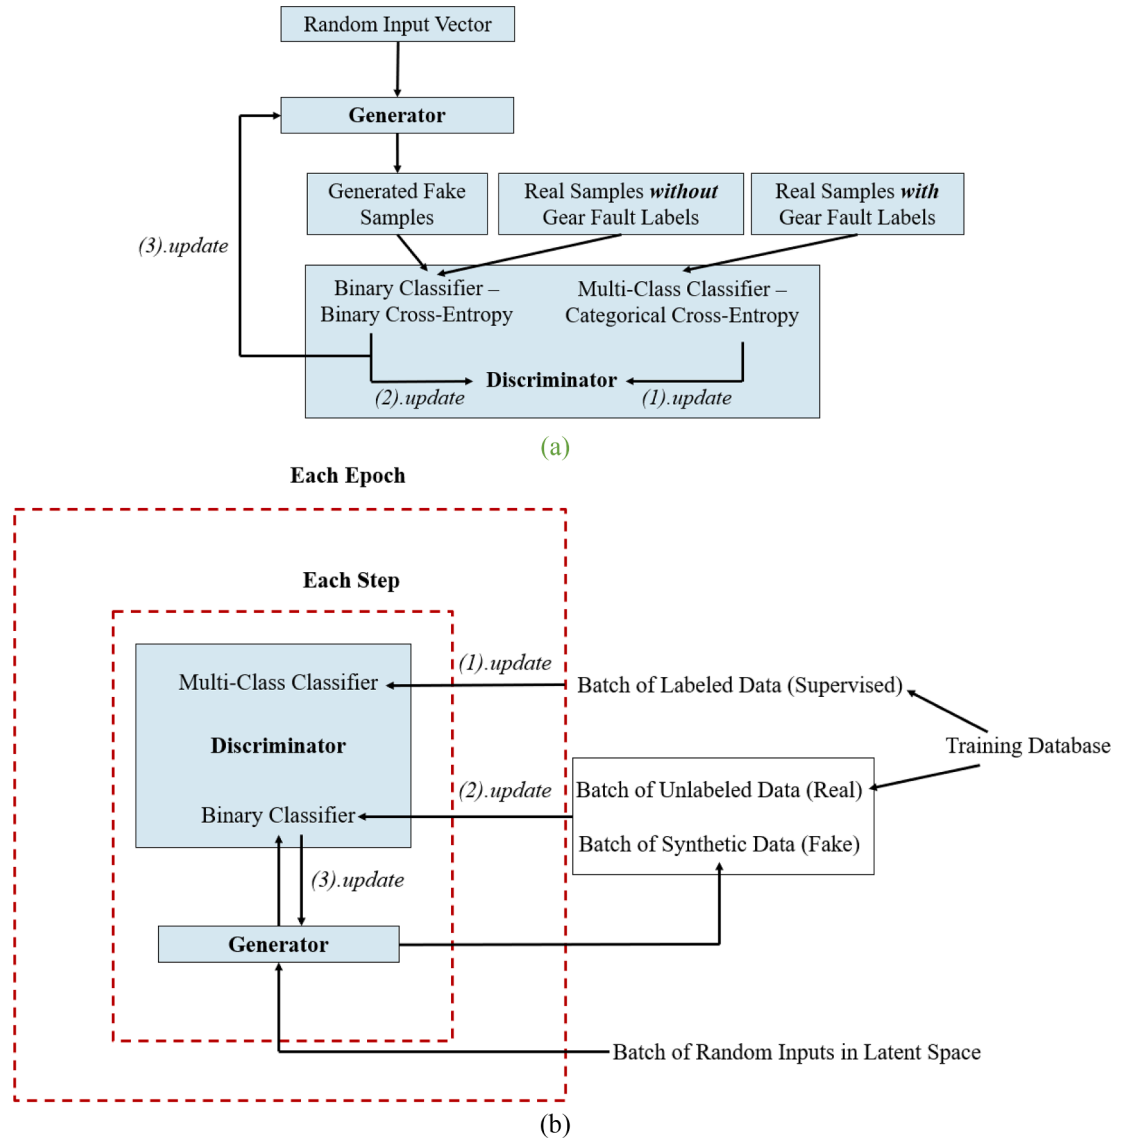 Random Input Vector
Generator
Generated Fake
Samples
Real Samples without
Gear Fault Labels
Real Samples with
Gear Fault Labels
(3).update
Binary Classifier –
Binary Cross-Entropy
Multi-Class Classifier –
Categorical Cross-Entropy
Discriminator
(2).update
(1).update
(a)
Each Epoch
Each Step
(1).update
Multi-Class Classifier
Batch of Labeled Data (Supervised)
Discriminator
Training Database
(2).update
Batch of Unlabeled Data (Real)
Binary Classifier
Batch of Synthetic Data (Fake)
(3).update
Generator
Batch of Random Inputs in Latent Space
(b)